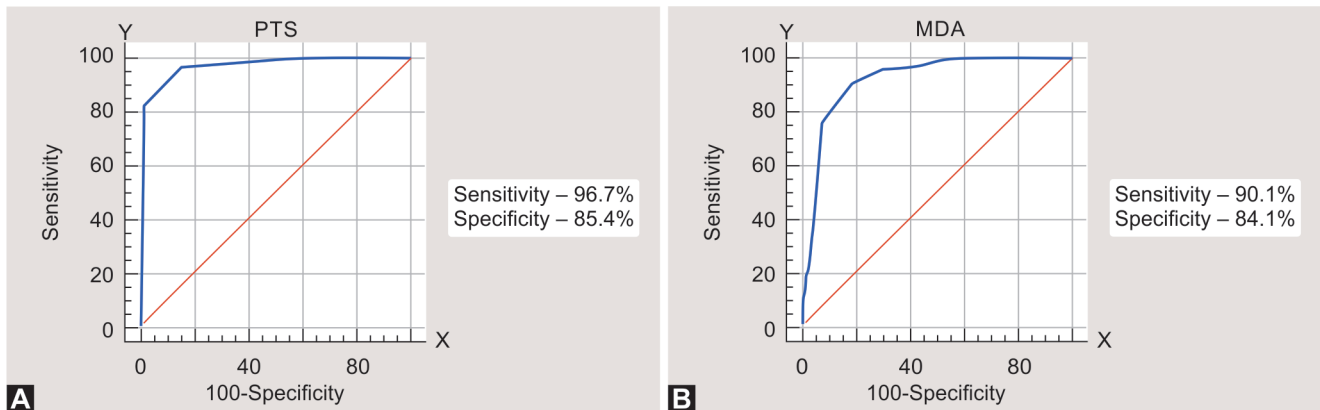 Y
PTS
100
80
60
40
20
0
Sensitivity
X
0
40
80
100-Specificity
Sensitivity – 96.7%
Specificity – 85.4%
A
Y
MDA
100
80
60
40
20
0
Sensitivity
X
0
40
80
100-Specificity
Sensitivity – 90.1%
Specificity – 84.1%
B